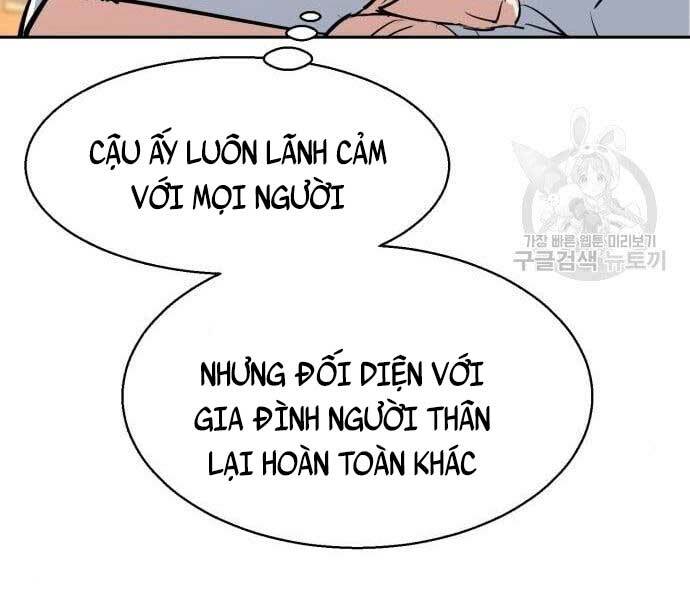 CẬU ẤY LUÔN LÃNH CẢM
VỚI MỌI NGƯỜI
가장 빠른 웹툰 미리보기
구글검색 뉴토끼
NHƯNG ĐỐI DIỆN VỚI
GIA ĐÌNH NGƯỜI THÂN
LẠI HOÀN TOÀN KHÁC